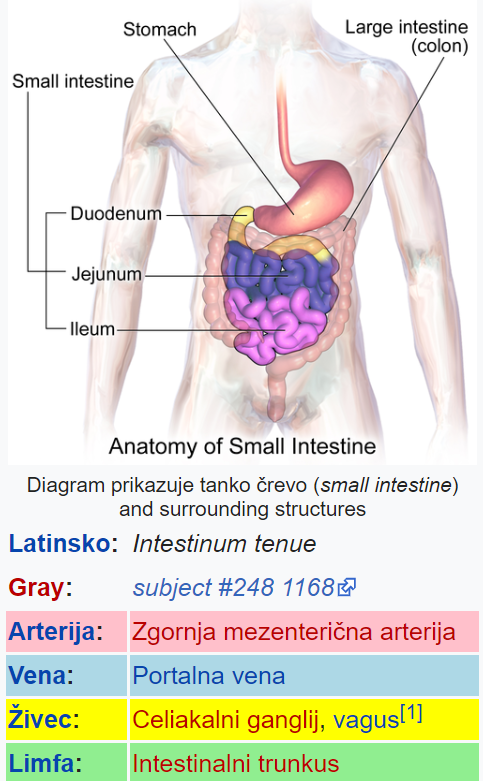 Stomach
Large intestine
(colon)
Small intestine
Duodenum
Jejunum
Ileum
Anatomy of Small Intestine
Diagram prikazuje tanko črevo (small intestine)
and surrounding structures
Latinsko: Intestinum tenue
Gray: subject #248 1168
Arterija: Zgornja mezenterična arterija
Vena: Portalna vena
Živec: Celiakalni ganglij, vagus[1]
Limfa: Intestinalni trunkus